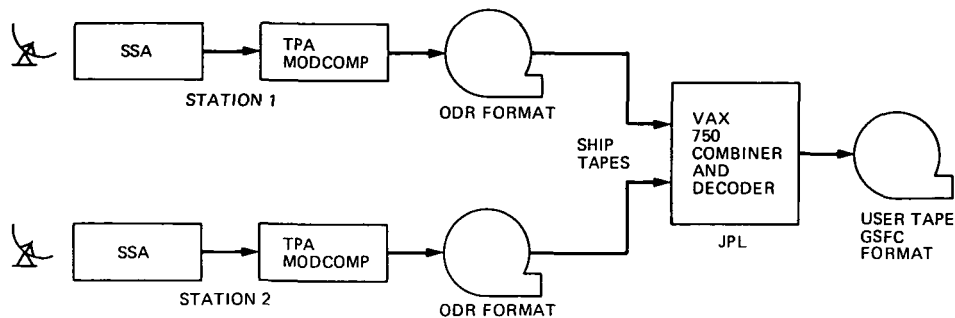 SSA
TPA
MODCOMP
STATION 1
ODR FORMAT
SHIP
TAPES
SSA
TPA
MODCOMP
STATION 2
ODR FORMAT
VAX
750
COMBINER
AND
DECODER
JPL
USER TAPE
GSFC
FORMAT